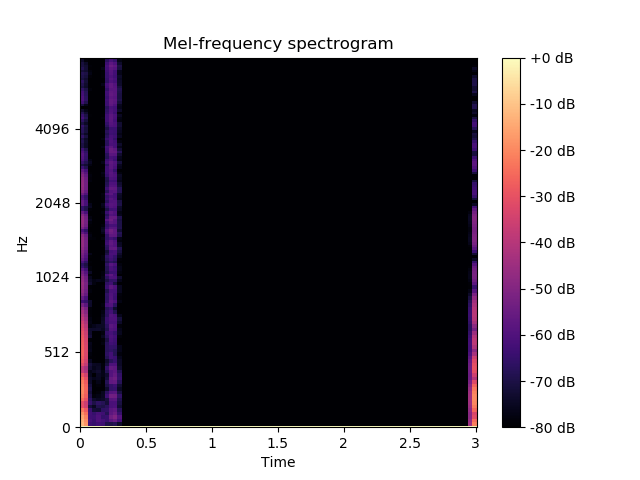 Mel-frequency spectrogram
+0 dB
-10 dB
4096
-20 dB
-30 dB
2048
Hz
-40 dB
1024
-50 dB
-60 dB
512
-70 dB
0
-80 dB
0 0.5 1 1.5 2 2.5 3
Time